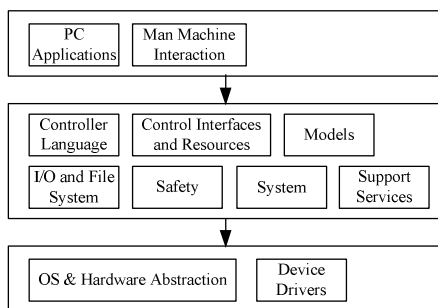 PC
Applications
Man Machine
Interaction
Controller
Language
Control Interfaces
and Resources
Models
I/O and File
System
Safety
System
Support
Services
OS & Hardware Abstraction
Device
Drivers